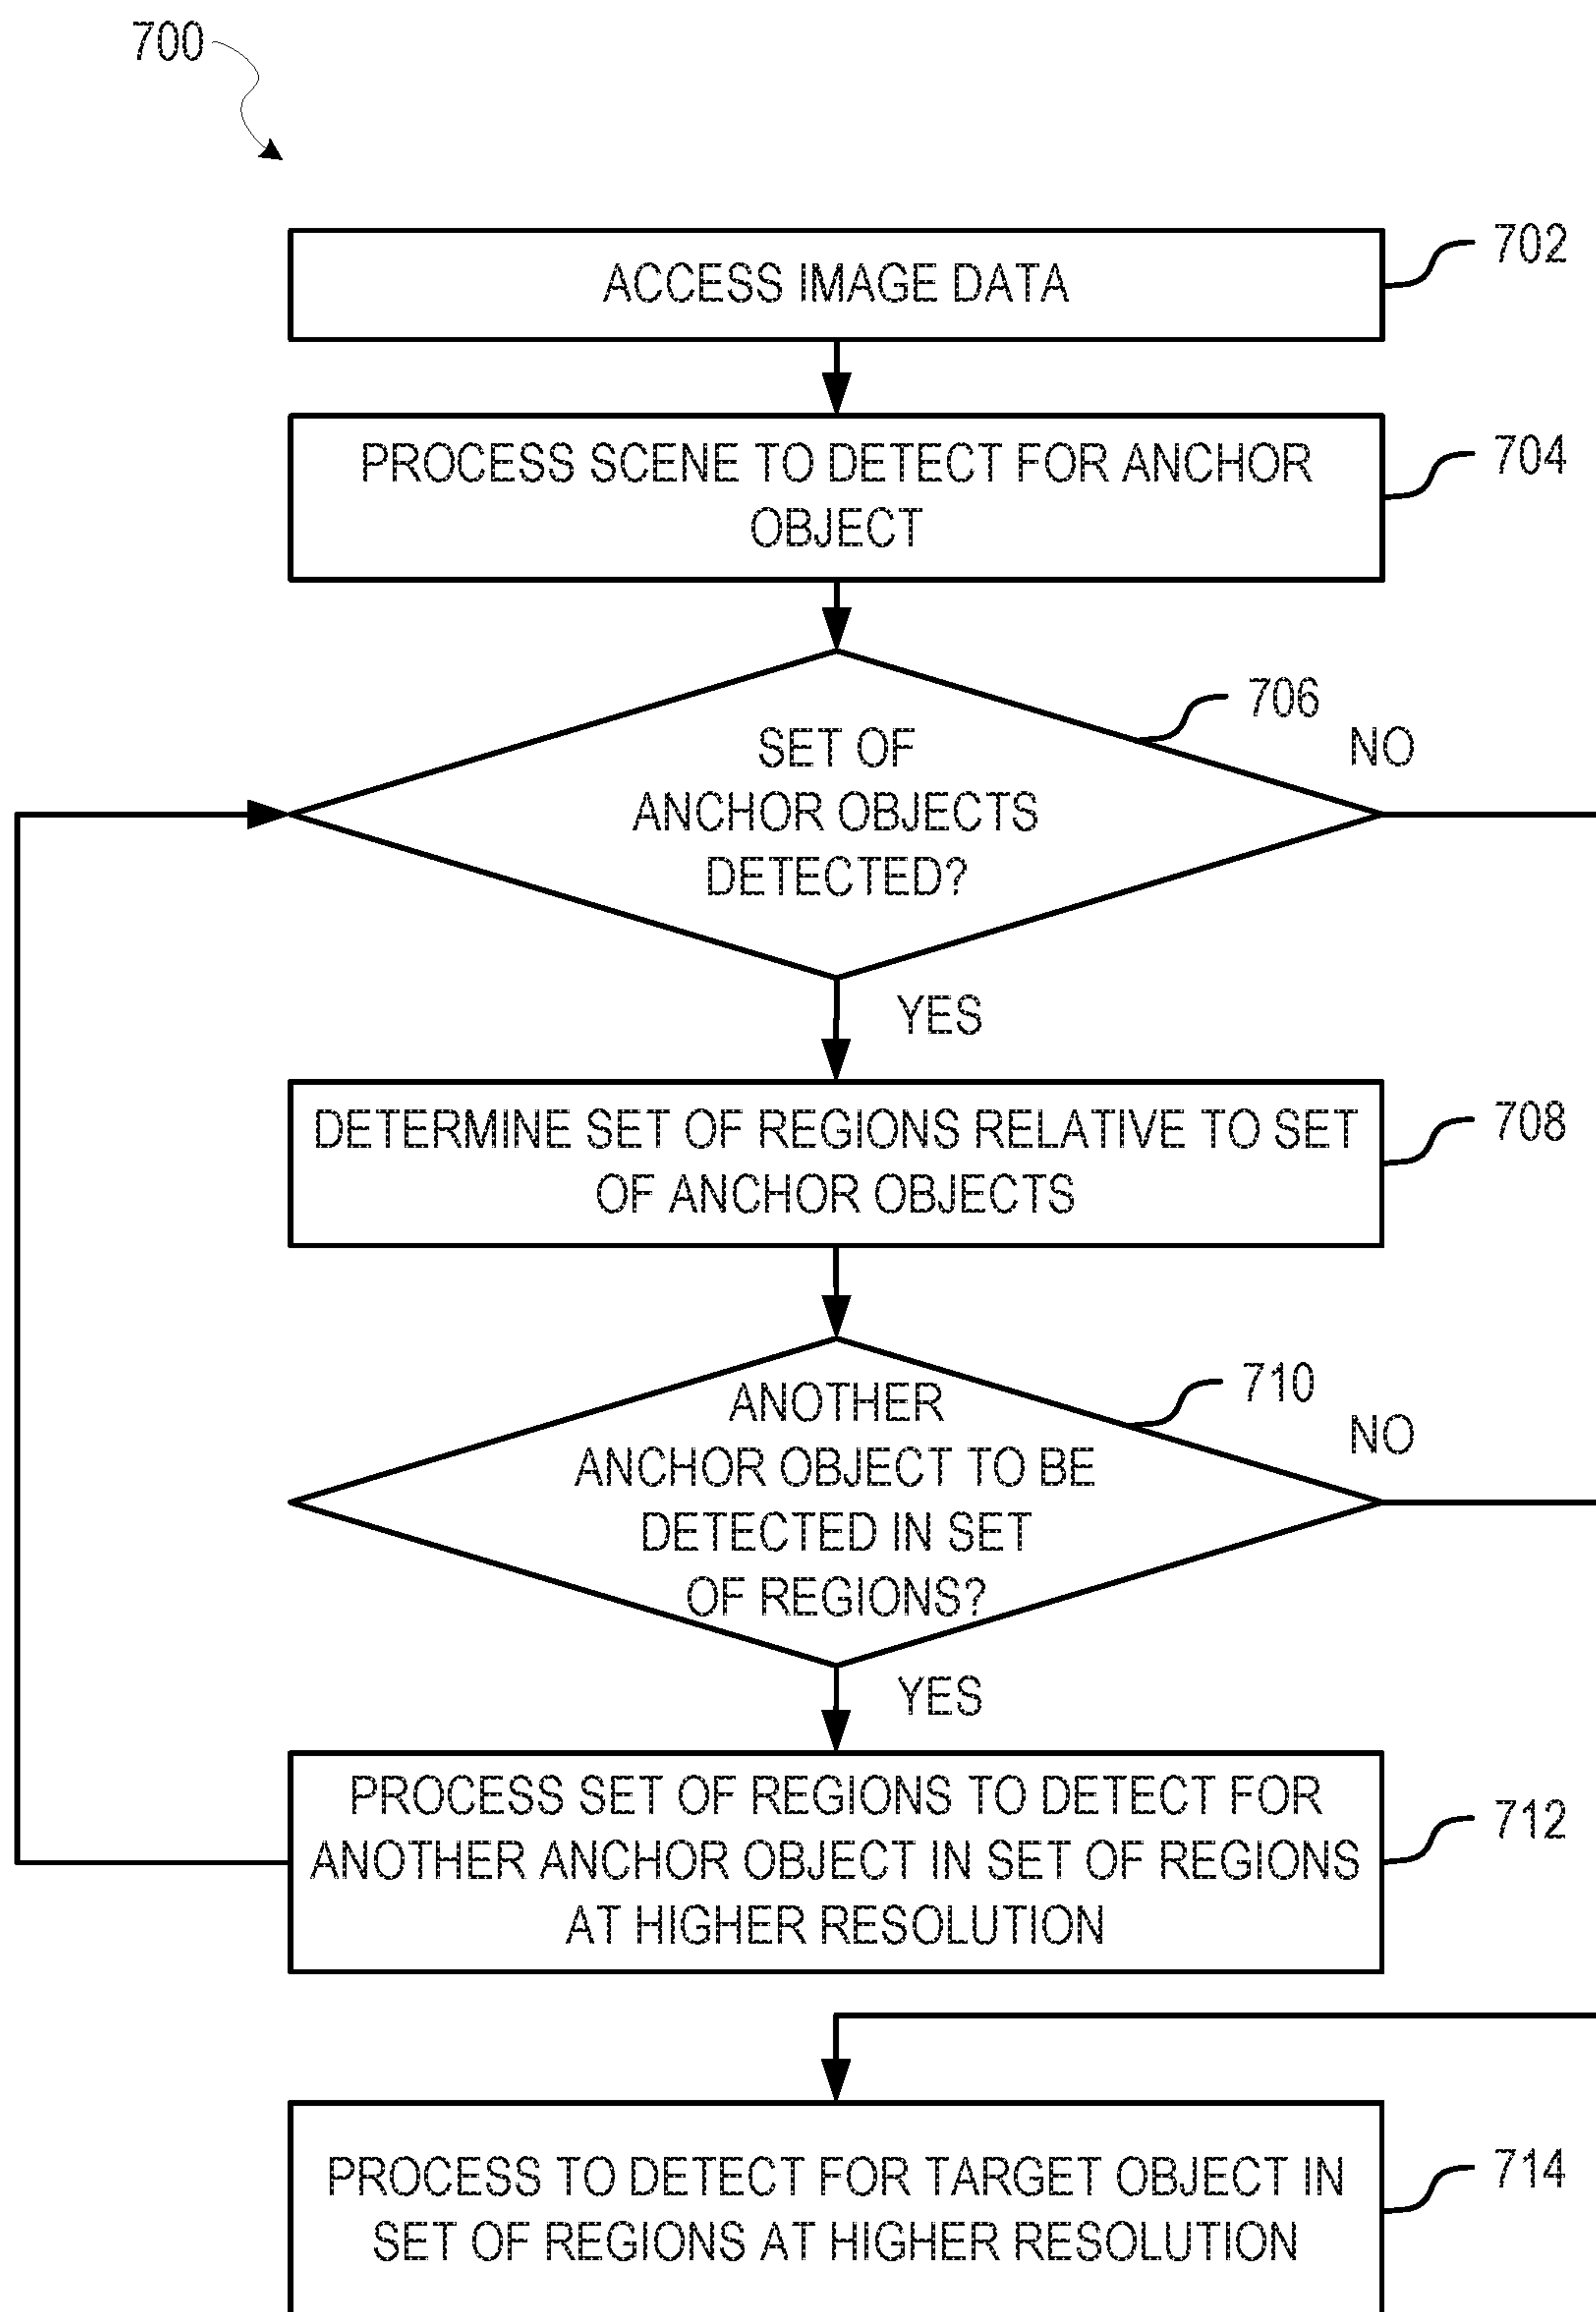 700
ACCESS IMAGE DATA
702
PROCESS SCENE TO DETECT FOR ANCHOR
OBJECT
704
SET OF
ANCHOR OBJECTS
DETECTED?
706
NO
YES
DETERMINE SET OF REGIONS RELATIVE TO SET
OF ANCHOR OBJECTS
708
ANOTHER
ANCHOR OBJECT TO BE
DETECTED IN SET
OF REGIONS?
710
NO
YES
PROCESS SET OF REGIONS TO DETECT FOR
ANOTHER ANCHOR OBJECT IN SET OF REGIONS
AT HIGHER RESOLUTION
712
PROCESS TO DETECT FOR TARGET OBJECT IN
SET OF REGIONS AT HIGHER RESOLUTION
714